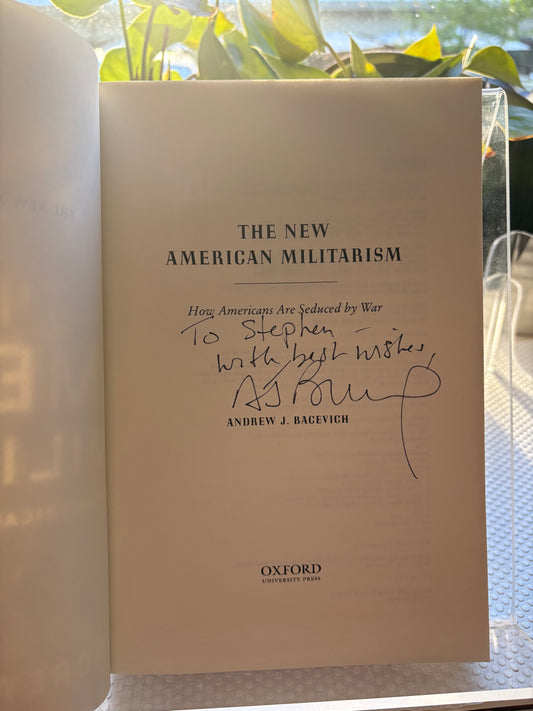 THE NEW
AMERICAN MILITARISM
How Americans Are Seduced by War
To Stephen –
with best wishes,
ANDREW J. BACEVICH
OXFORD
UNIVERSITY PRESS